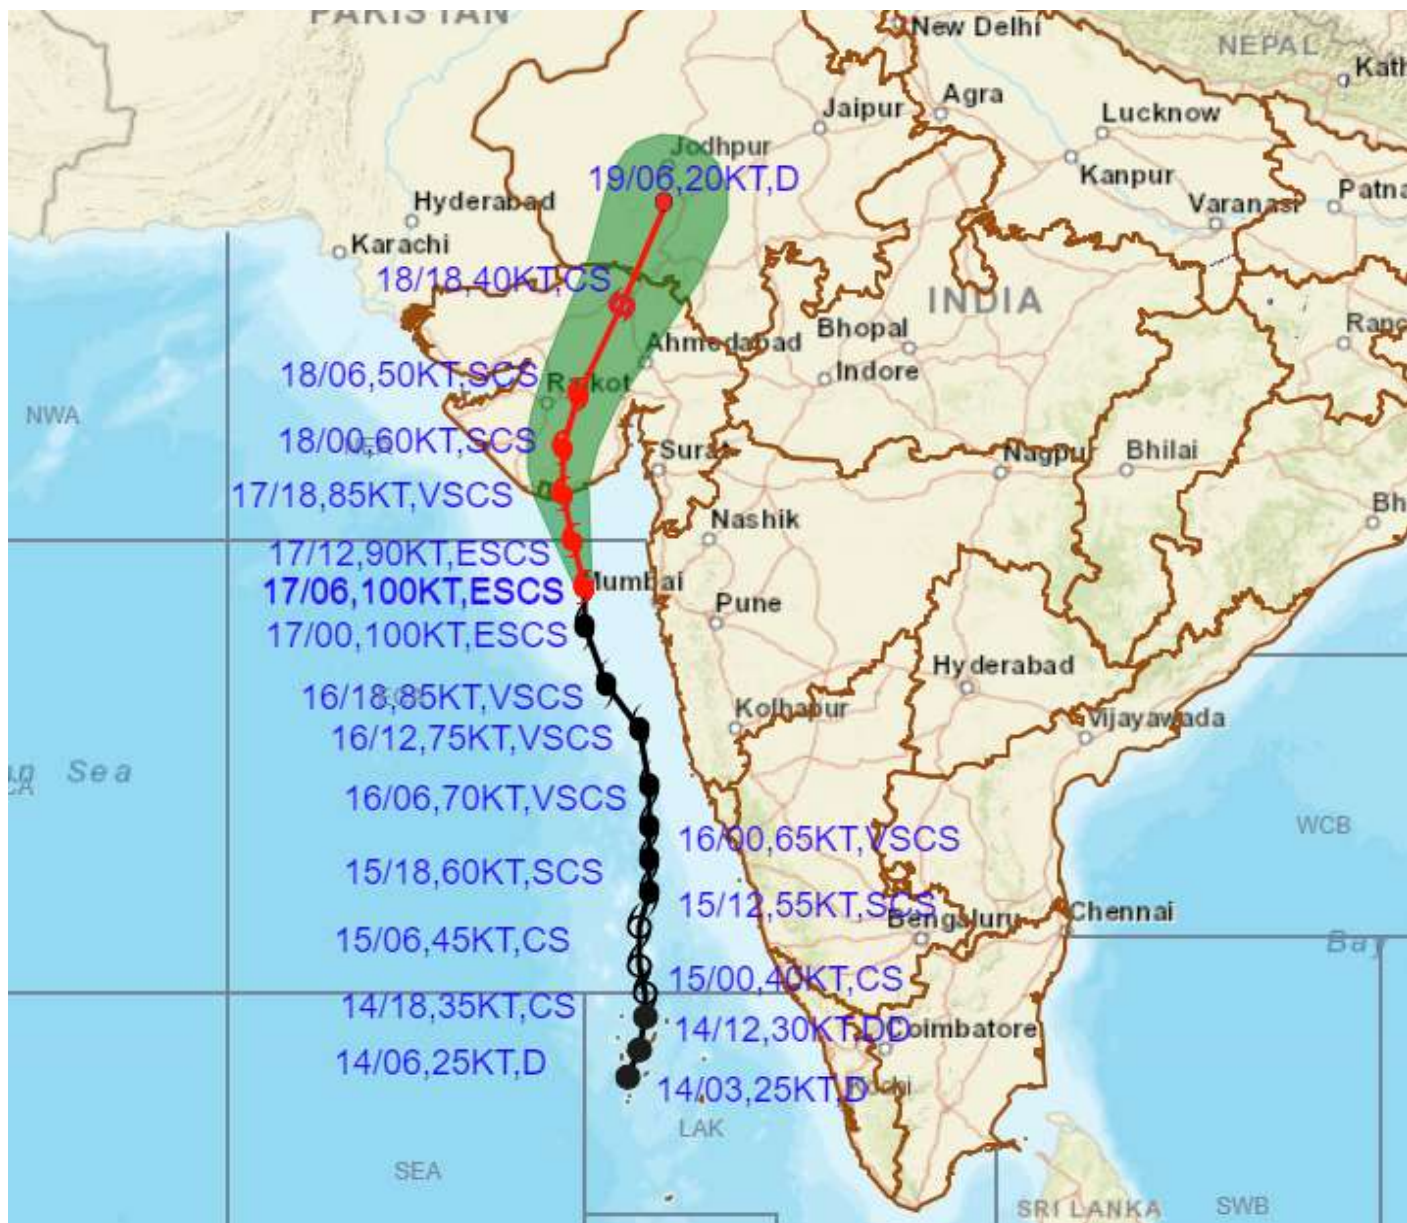 PAKISTAN
New Delhi
NEPAL
Jaipur
Agra
Lucknow
Jodhpur
19/06,20KT,D
Kanpur
Hyderabad
Varanasi
Karachi
18/18,40KT,CS
INDIA
Bhopal
Ahmedabad
Indore
18/06,50KT,SCS
Rajkot
NWA
18/00,60KT,SCS
Surat
Nagpur
Bhilai
17/18,85KT,VSCS
Nashik
17/12,90KT,ESCS
Mumbai
17/06,100KT,ESCS
Pune
17/00,100KT,ESCS
Hyderabad
16/18,85KT,VSCS
Kolhapur
Vijayawada
16/12,75KT,VSCS
an Sea
16/06,70KT,VSCS
WCB
16/00,65KT,VSCS
15/18,60KT,SCS
15/12,55KT,SCS
Bengaluru
Chennai
15/06,45KT,CS
Bay
15/00,40KT,CS
14/18,35KT,CS
14/12,30KT,DD
Coimbatore
14/06,25KT,D
14/03,25KT,D
Kochi
LAK
SEA
SRI LANKA
SWB